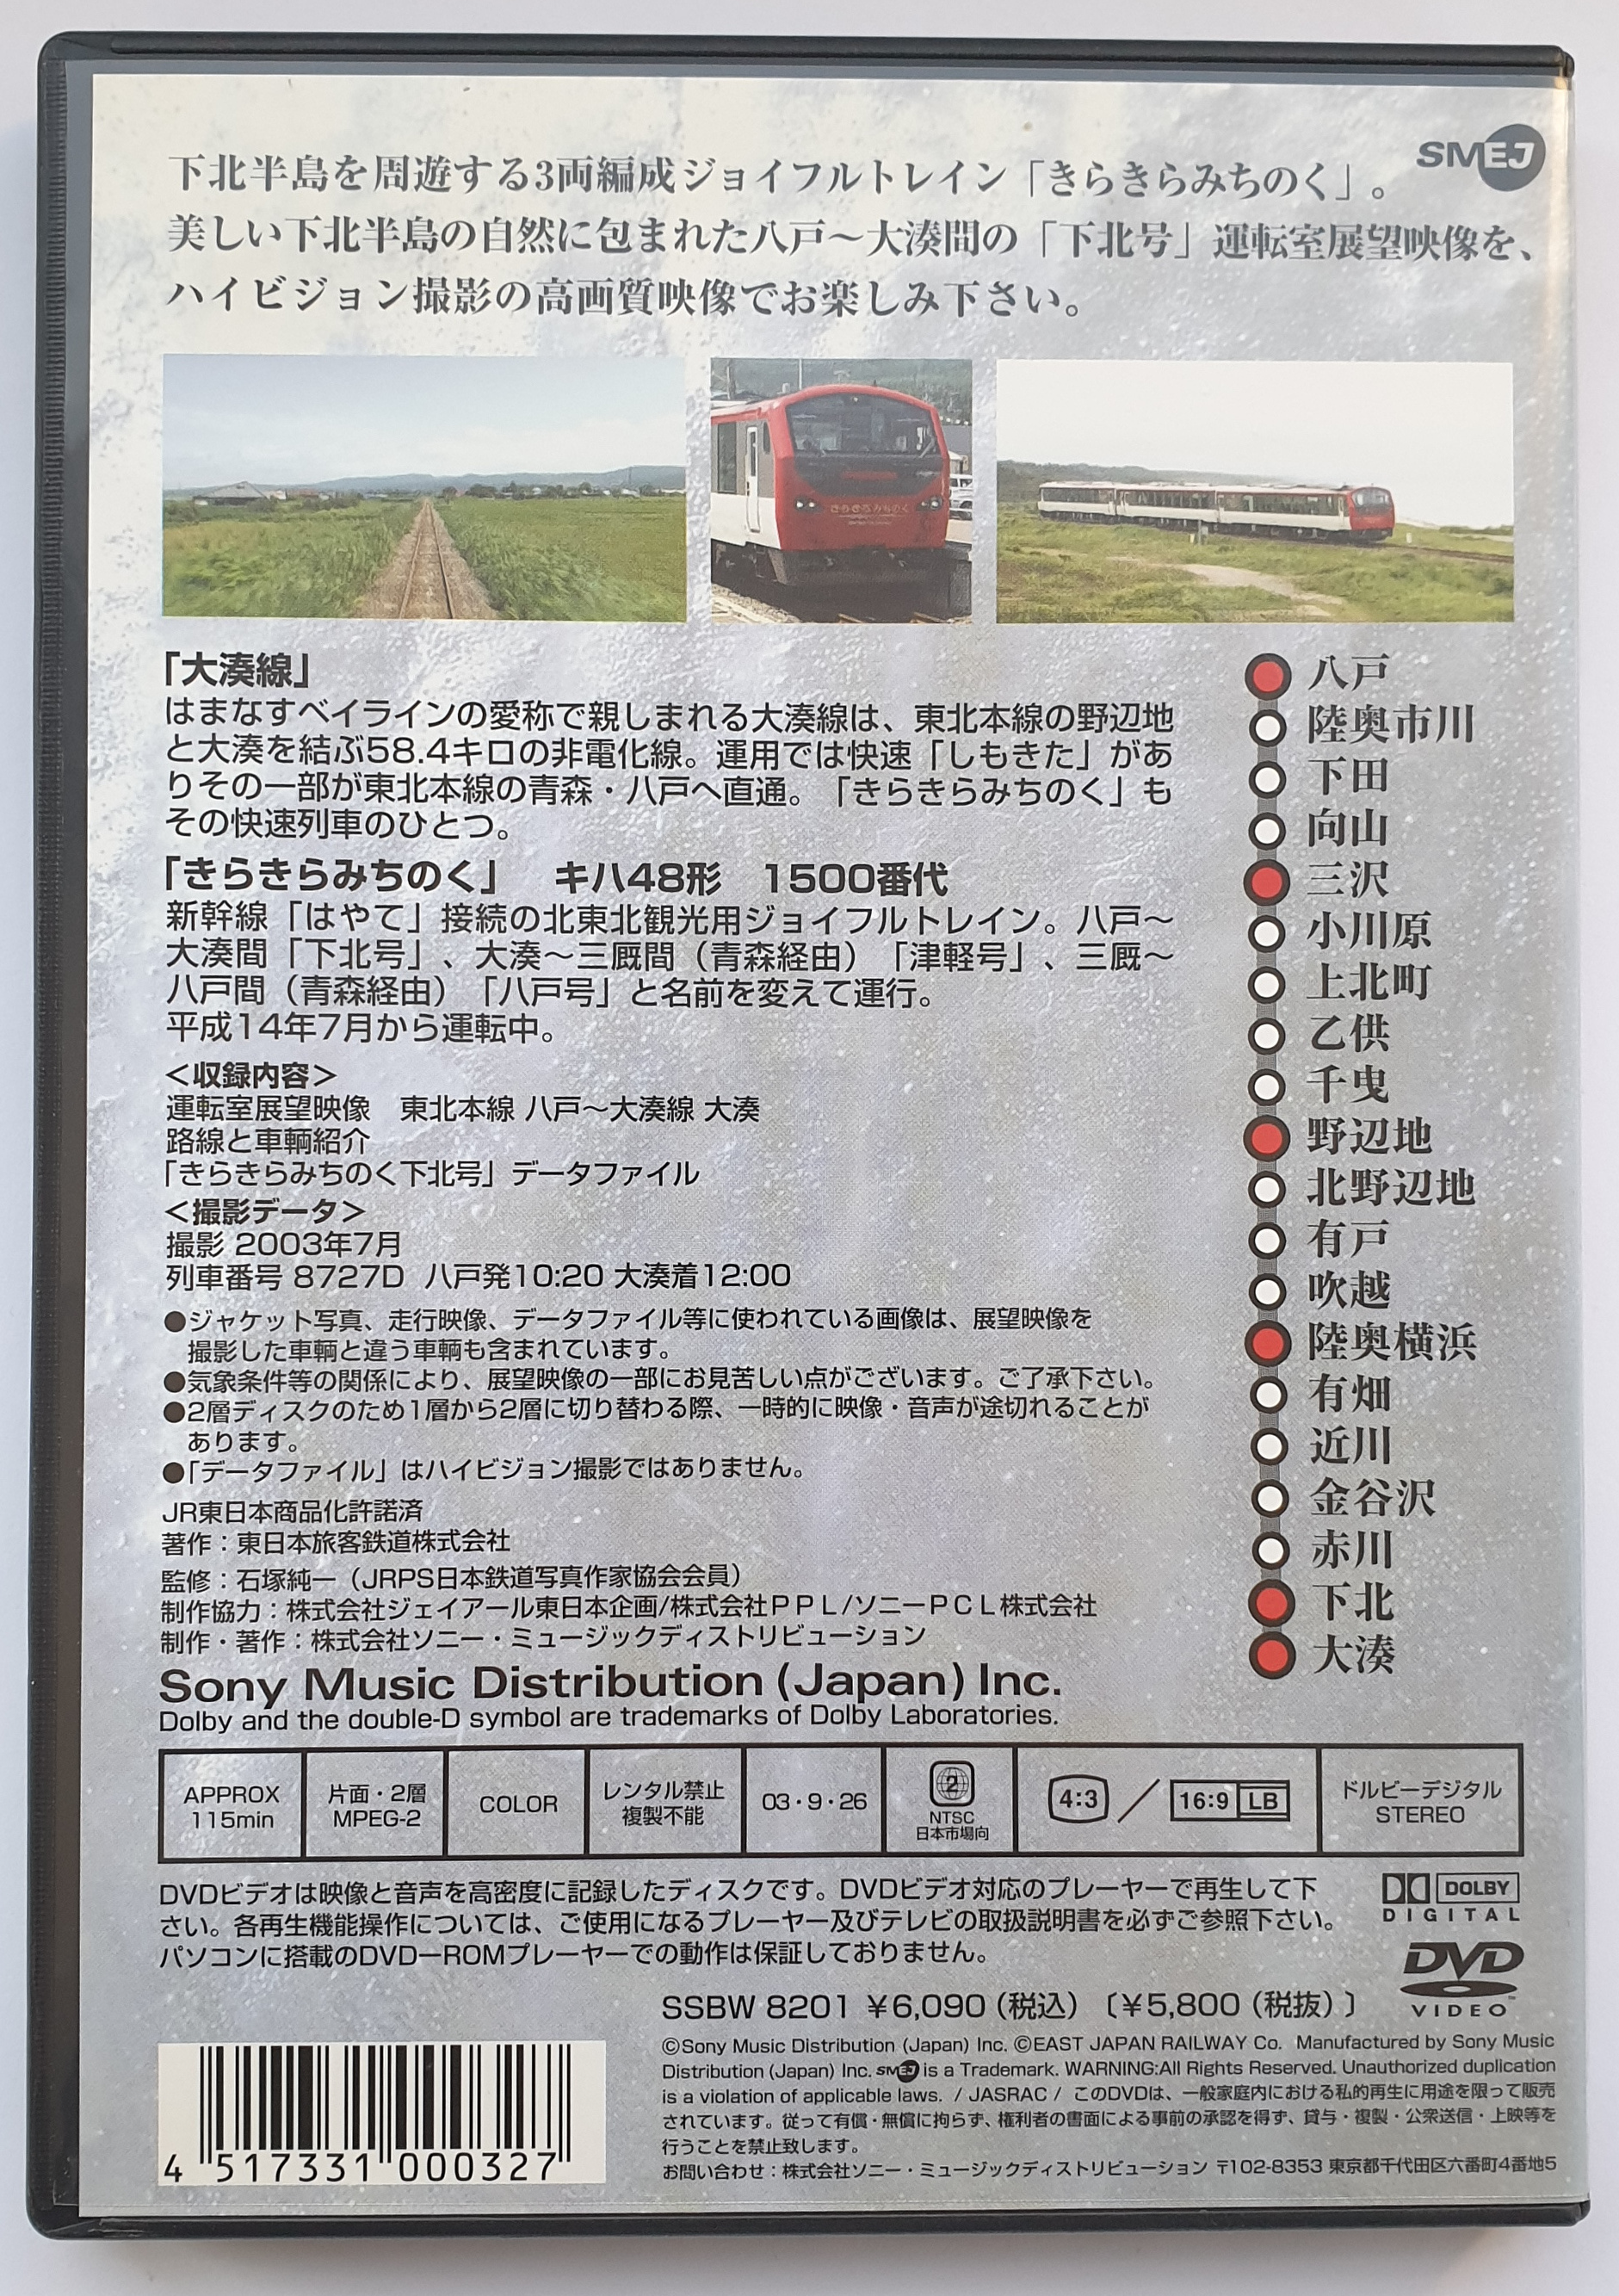 SMEJ
下北半島を周遊する3両編成ジョイフルトレイン「きらきらみちのく」。
美しい下北半島の自然に包まれた八戸～大湊間の「下北号」運転室展望映像を、
ハイビジョン撮影の高画質映像でお楽しみ下さい。
きらきらみちのく
「大湊線」
はまなすベイラインの愛称で親しまれる大湊線は、東北本線の野辺地
と大湊を結ぶ58.4キロの非電化線。運用では快速「しもきた」があ
りその一部が東北本線の青森・八戸へ直通。「きらきらみちのく」も
その快速列車のひとつ。
「きらきらみちのく」　キハ48形　1500番代
新幹線「はやて」接続の北東北観光用ジョイフルトレイン。八戸～
大湊間「下北号」、大湊～三厩間（青森経由）「津軽号」、三厩～
八戸間（青森経由）「八戸号」と名前を変えて運行。
平成14年7月から運転中。
＜収録内容＞
運転室展望映像　東北本線 八戸～大湊線 大湊
路線と車輌紹介
「きらきらみちのく下北号」データファイル
＜撮影データ＞
撮影 2003年7月
列車番号 8727D 八戸発10:20 大湊着12:00
●ジャケット写真、走行映像、データファイル等に使われている画像は、展望映像を
撮影した車輌と違う車輌も含まれています。
●気象条件等の関係により、展望映像の一部にお見苦しい点がございます。ご了承下さい。
●2層ディスクのため1層から2層に切り替わる際、一時的に映像・音声が途切れることが
あります。
●「データファイル」はハイビジョン撮影ではありません。
JR東日本商品化許諾済
著作：東日本旅客鉄道株式会社
監修：石塚純一（JRPS日本鉄道写真作家協会会員）
制作協力：株式会社ジェイアール東日本企画/株式会社ＰＰＬ/ソニーＰＣＬ株式会社
制作・著作：株式会社ソニー・ミュージックディストリビューション
Sony Music Distribution (Japan) Inc.
Dolby and the double-D symbol are trademarks of Dolby Laboratories.
八戸
陸奥市川
下田
向山
三沢
小川原
上北町
乙供
千曳
野辺地
北野辺地
有戸
吹越
陸奥横浜
有畑
近川
金谷沢
赤川
下北
大湊
APPROX
115min
片面・2層
MPEG-2
COLOR
レンタル禁止
複製不能
03・9・26
2
NTSC
日本市場向
4:3 ／ 16:9 LB
ドルビーデジタル
STEREO
DVDビデオは映像と音声を高密度に記録したディスクです。DVDビデオ対応のプレーヤーで再生して下
さい。各再生機能操作については、ご使用になるプレーヤー及びテレビの取扱説明書を必ずご参照下さい。
パソコンに搭載のDVDーROMプレーヤーでの動作は保証しておりません。
DOLBY
DIGITAL
DVD
VIDEO
SSBW 8201 ￥6,090（税込）〔￥5,800（税抜）〕
©Sony Music Distribution (Japan) Inc. ©EAST JAPAN RAILWAY Co. Manufactured by Sony Music
Distribution (Japan) Inc. SMEJ is a Trademark. WARNING:All Rights Reserved. Unauthorized duplication
is a violation of applicable laws. / JASRAC / このDVDは、一般家庭内における私的再生に用途を限って販売
されています。従って有償・無償に拘らず、権利者の書面による事前の承認を得ず、貸与・複製・公衆送信・上映等を
行うことを禁止致します。
お問い合わせ：株式会社ソニー・ミュージックディストリビューション 〒102-8353 東京都千代田区六番町4番地5
4 517331 000327